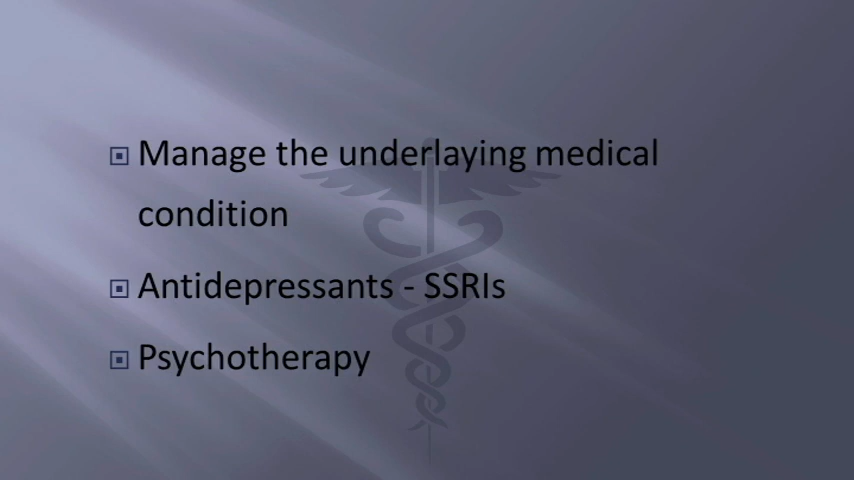 Manage the underlaying medical
condition
Antidepressants - SSRIs
Psychotherapy